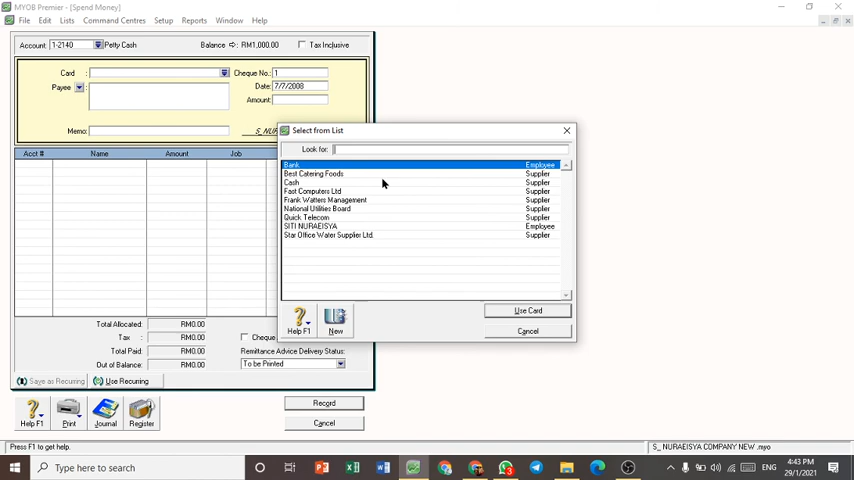 MYOB Premier - [Spend Money]
File Edit Lists Command Centres Setup Reports Window Help
Account: 1-2140 Petty Cash Balance ⇨: RM1,000.00 Tax Inclusive
Card :
Payee :
Memo:
Cheque No.: 1
Date: 7/7/2008
Amount:
Acct # Name Amount Job
Select from List
Look for:
Bank Employee
Best Catering Foods Supplier
Cash Supplier
Fast Computers Ltd Supplier
Frank Watters Management Supplier
National Utilities Board Supplier
Quick Telecom Supplier
SITI NURAEISYA Employee
Star Office Water Supplier Ltd. Supplier
Help F1 New Use Card
Cancel
Total Allocated: RM0.00
Tax : RM0.00
Total Paid: RM0.00
Out of Balance: RM0.00
Cheque
Remittance Advice Delivery Status:
To be Printed
Save as Recurring Use Recurring
Help F1 Print Journal Register
Record
Cancel
Press F1 to get help. S_ NURAEISYA COMPANY NEW .myo
Type here to search
3
ENG
4:43 PM
29/1/2021